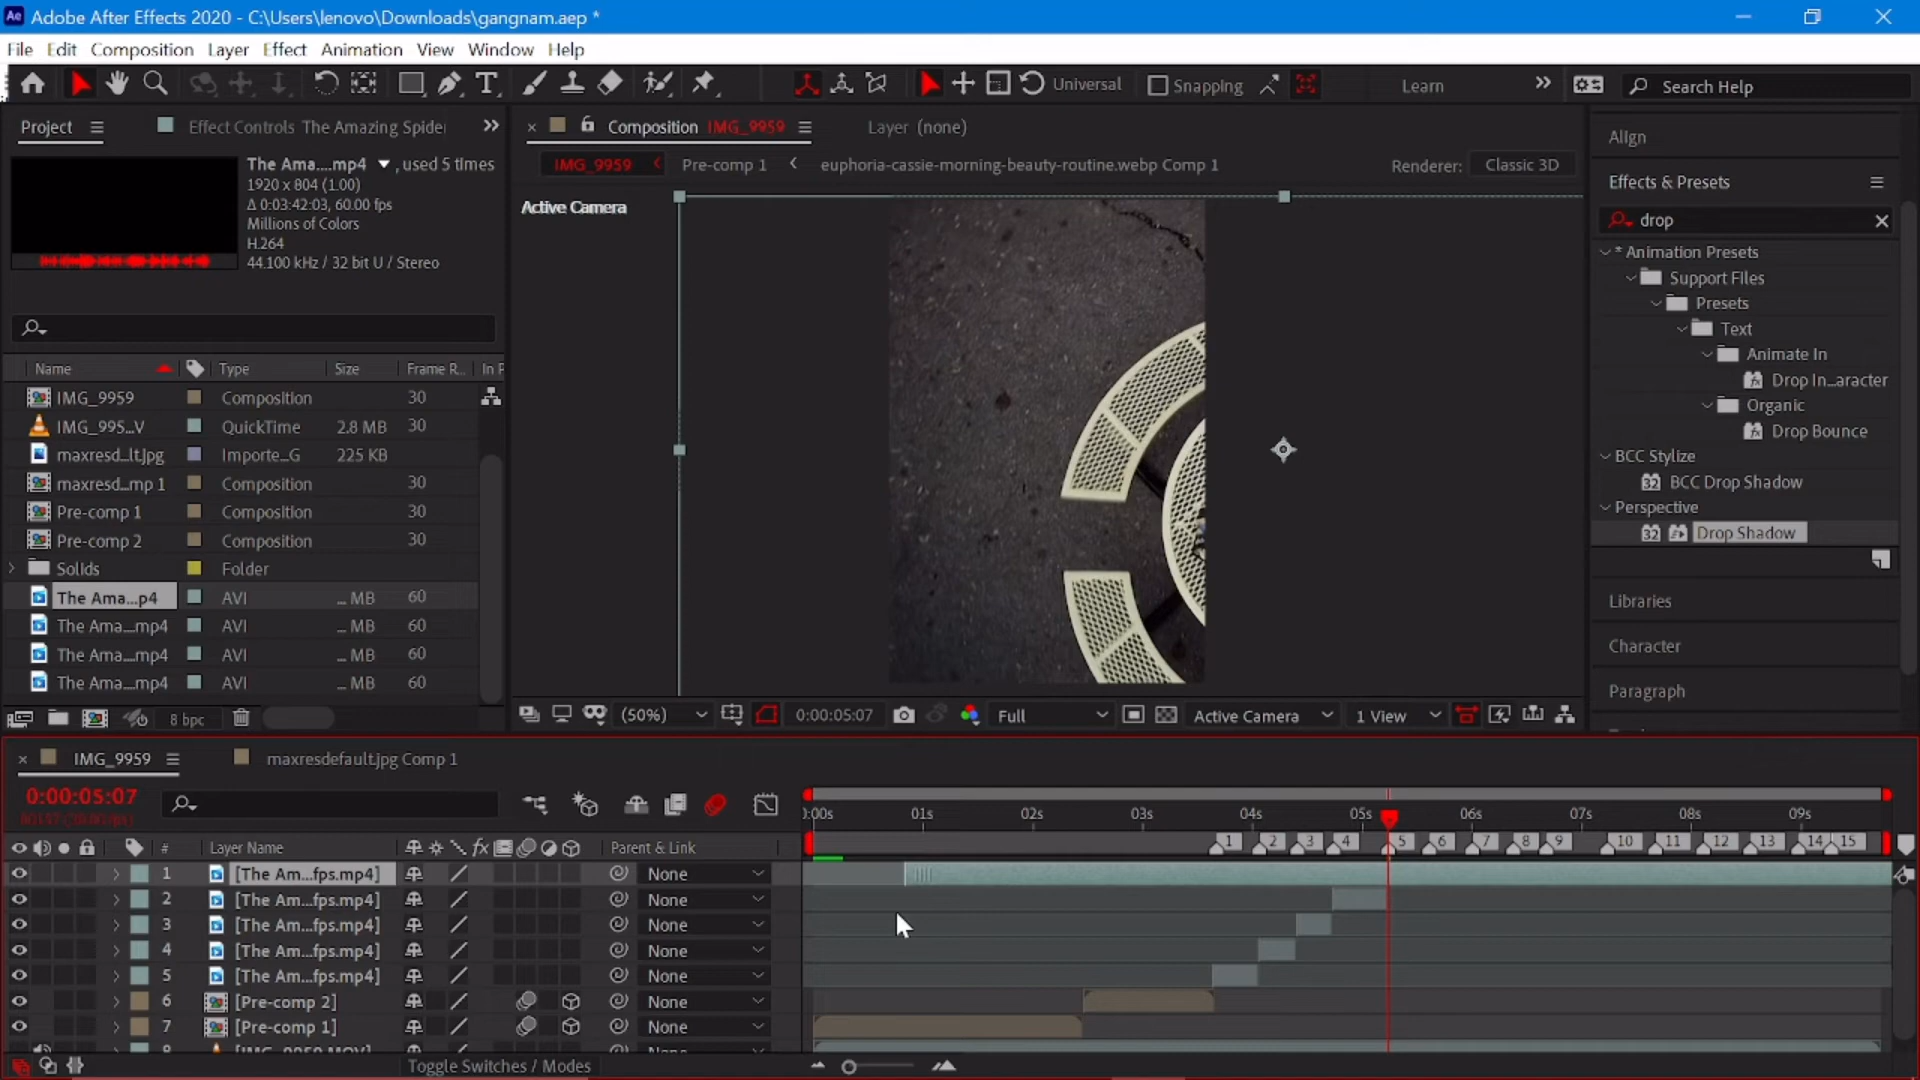 Adobe After Effects 2020 - C:\Users\lenovo\Downloads\gangnam.aep *
File Edit Composition Layer Effect Animation View Window Help
Universal Snapping Learn Search Help
Project Effect Controls The Amazing Spider
Composition IMG_9959 Layer (none)
The Ama....mp4 , used 5 times
1920 x 804 (1.00)
Δ 0:03:42:03, 60.00 fps
Millions of Colors
H.264
44.100 kHz / 32 bit U / Stereo
IMG_9959 Pre-comp 1 euphoria-cassie-morning-beauty-routine.webp Comp 1 Renderer: Classic 3D
Active Camera
Name Type Size Frame R... In P
IMG_9959 Composition 30
IMG_995...V QuickTime 2.8 MB 30
maxresd...lt.jpg Importe...G 225 KB
maxresd...mp 1 Composition 30
Pre-comp 1 Composition 30
Pre-comp 2 Composition 30
Solids Folder
The Ama...p4 AVI ... MB 60
The Ama...mp4 AVI ... MB 60
The Ama...mp4 AVI ... MB 60
The Ama...mp4 AVI ... MB 60
8 bpc
(50%) 0:00:05:07 Full Active Camera 1 View
Align
Effects & Presets
drop
* Animation Presets
Support Files
Presets
Text
Animate In
Drop In...aracter
Organic
Drop Bounce
BCC Stylize
32 BCC Drop Shadow
Perspective
32 Drop Shadow
Libraries
Character
Paragraph
IMG_9959 maxresdefault.jpg Comp 1
0:00:05:07
:00s 01s 02s 03s 04s 05s 06s 07s 08s 09s
1 2 3 4 5 6 7 8 9 10 11 12 13 14 15
# Layer Name fx Parent & Link
1 [The Am...fps.mp4] None
2 [The Am...fps.mp4] None
3 [The Am...fps.mp4] None
4 [The Am...fps.mp4] None
5 [The Am...fps.mp4] None
6 [Pre-comp 2] None
7 [Pre-comp 1] None
Toggle Switches / Modes